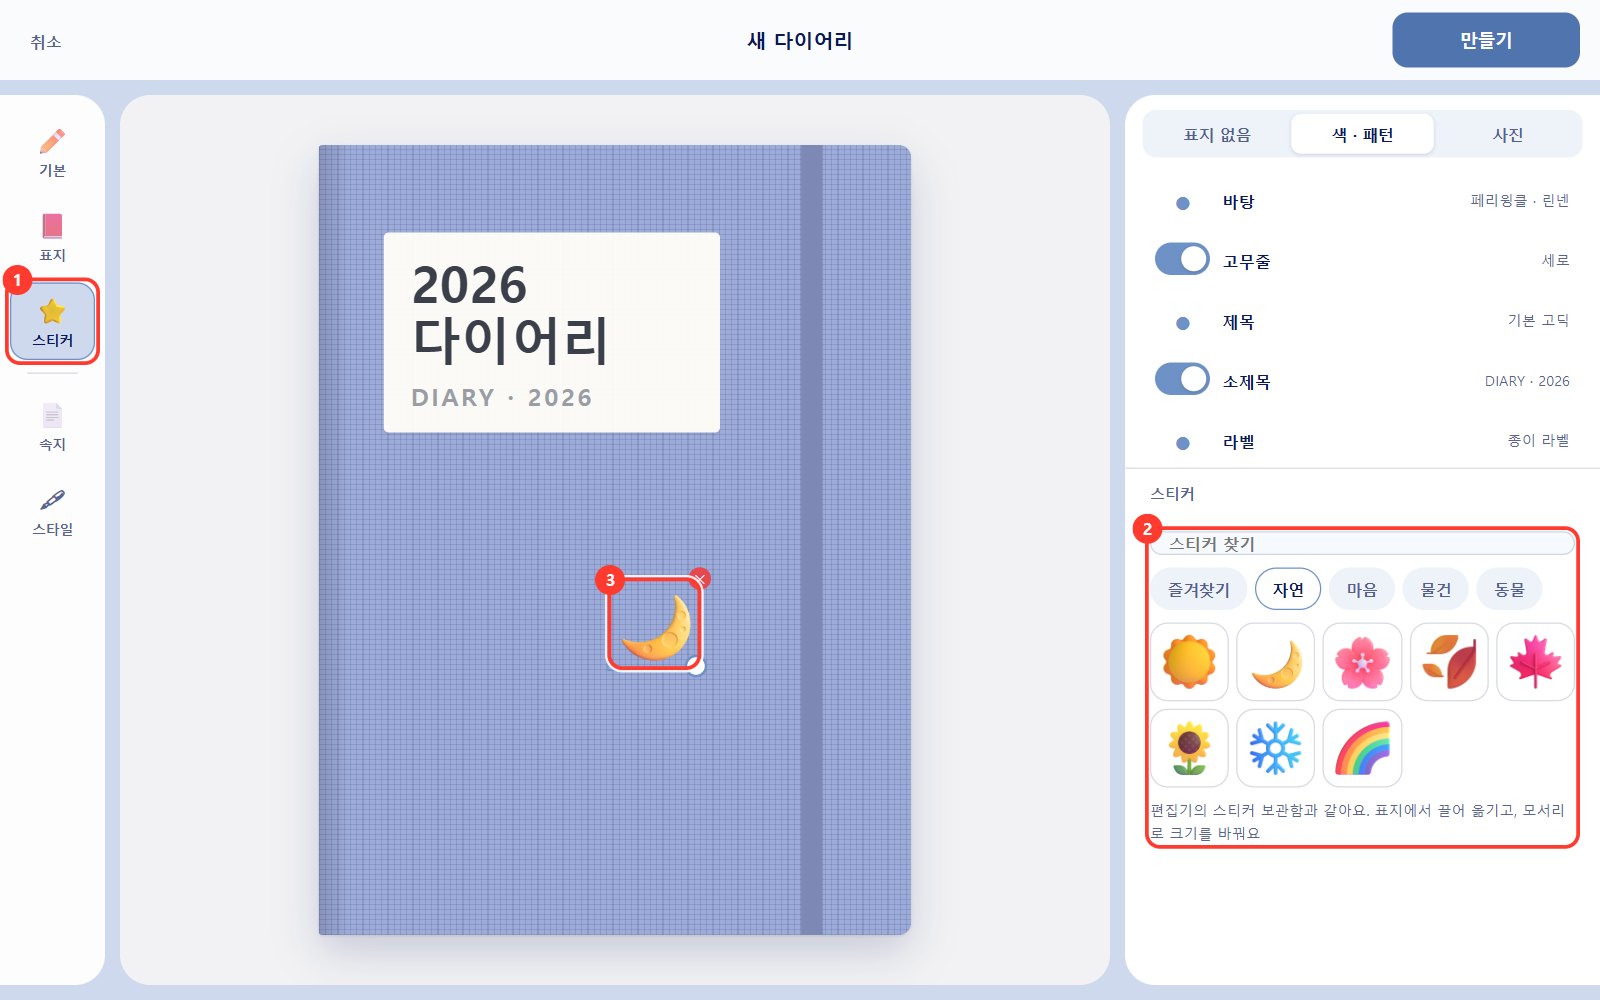 취소
새 다이어리
만들기
기본
표지
1
스티커
속지
스타일
2026
다이어리
DIARY · 2026
3
표지 없음
색 · 패턴
사진
바탕
페리윙클 · 린넨
고무줄
세로
제목
기본 고딕
소제목
DIARY · 2026
라벨
종이 라벨
스티커
2
스티커 찾기
즐겨찾기
자연
마음
물건
동물
편집기의 스티커 보관함과 같아요. 표지에서 끌어 옮기고, 모서리
로 크기를 바꿔요